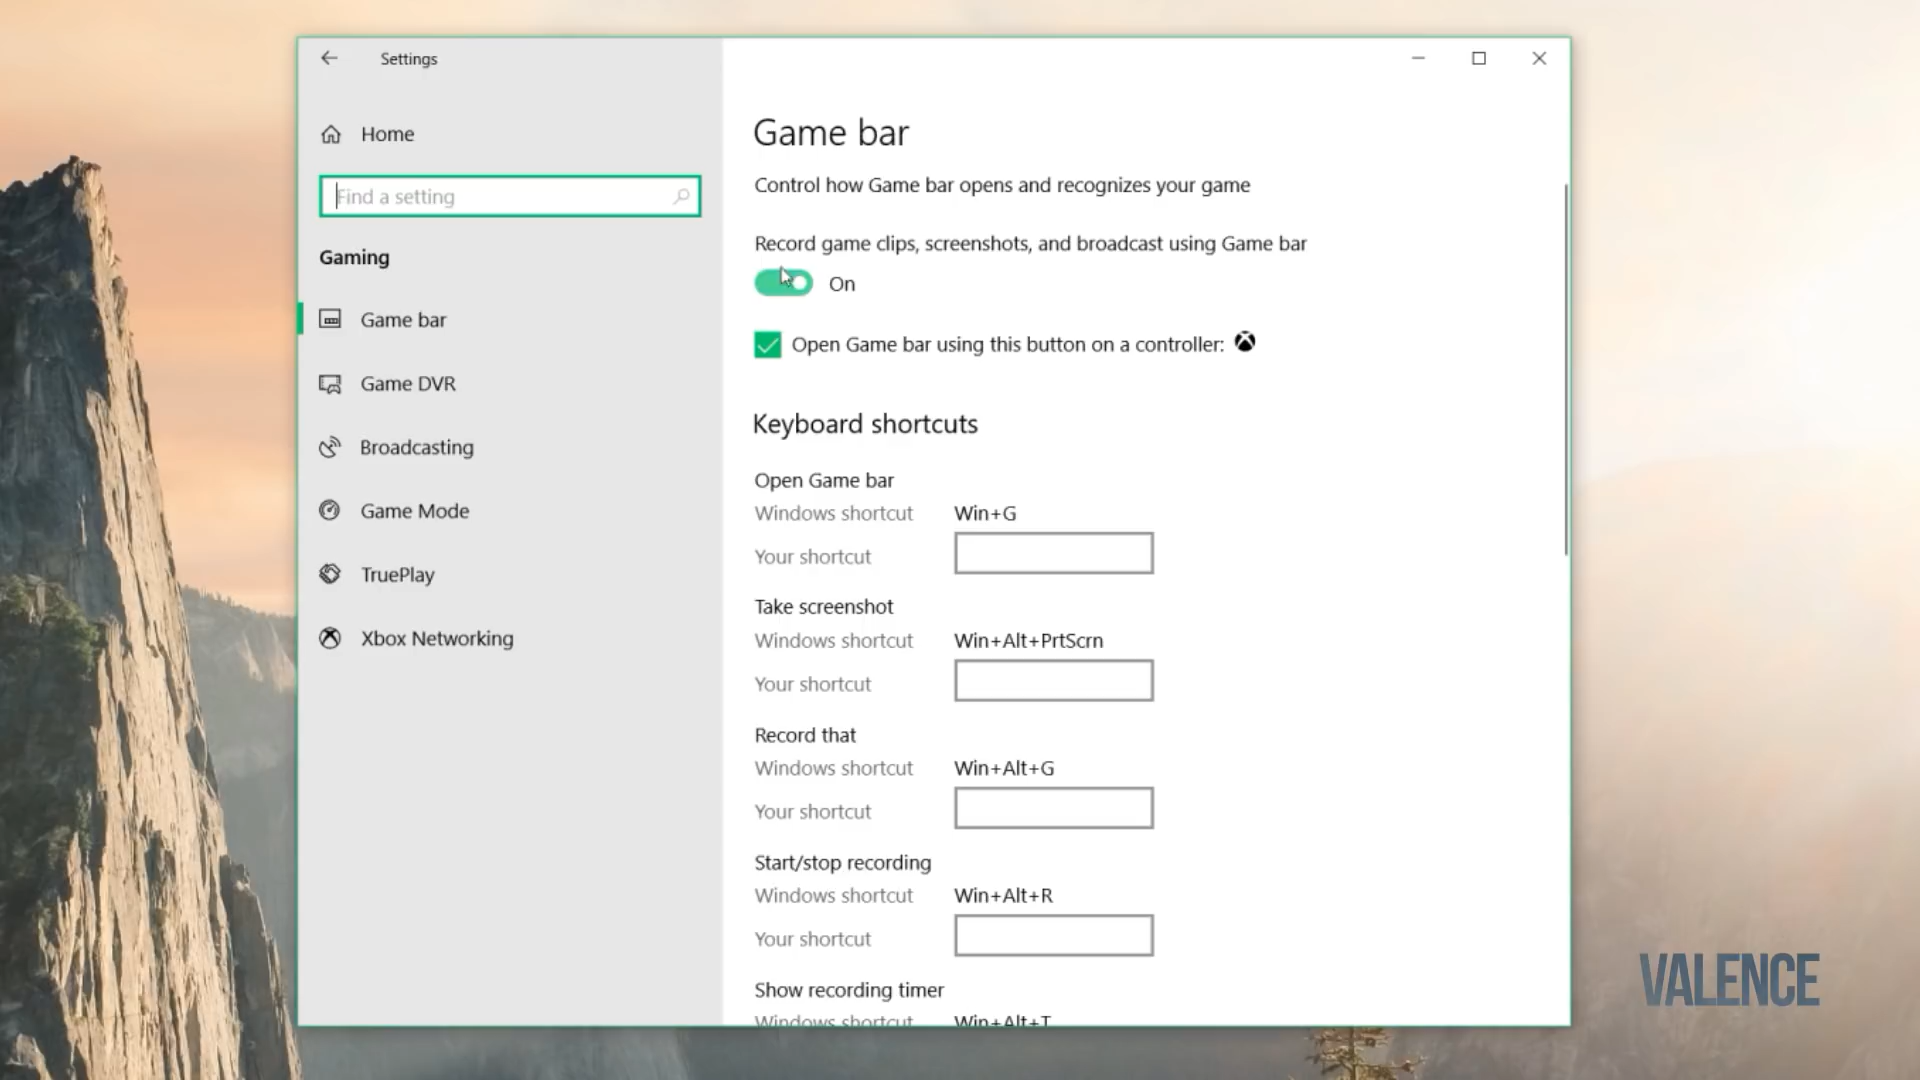 Settings
Home
Find a setting
Gaming
Game bar
Game DVR
Broadcasting
Game Mode
TruePlay
Xbox Networking
Game bar
Control how Game bar opens and recognizes your game
Record game clips, screenshots, and broadcast using Game bar
On
Open Game bar using this button on a controller:
Keyboard shortcuts
Open Game bar
Windows shortcut Win+G
Your shortcut
Take screenshot
Windows shortcut Win+Alt+PrtScrn
Your shortcut
Record that
Windows shortcut Win+Alt+G
Your shortcut
Start/stop recording
Windows shortcut Win+Alt+R
Your shortcut
Show recording timer
Windows shortcut Win+Alt+T
VALENCE